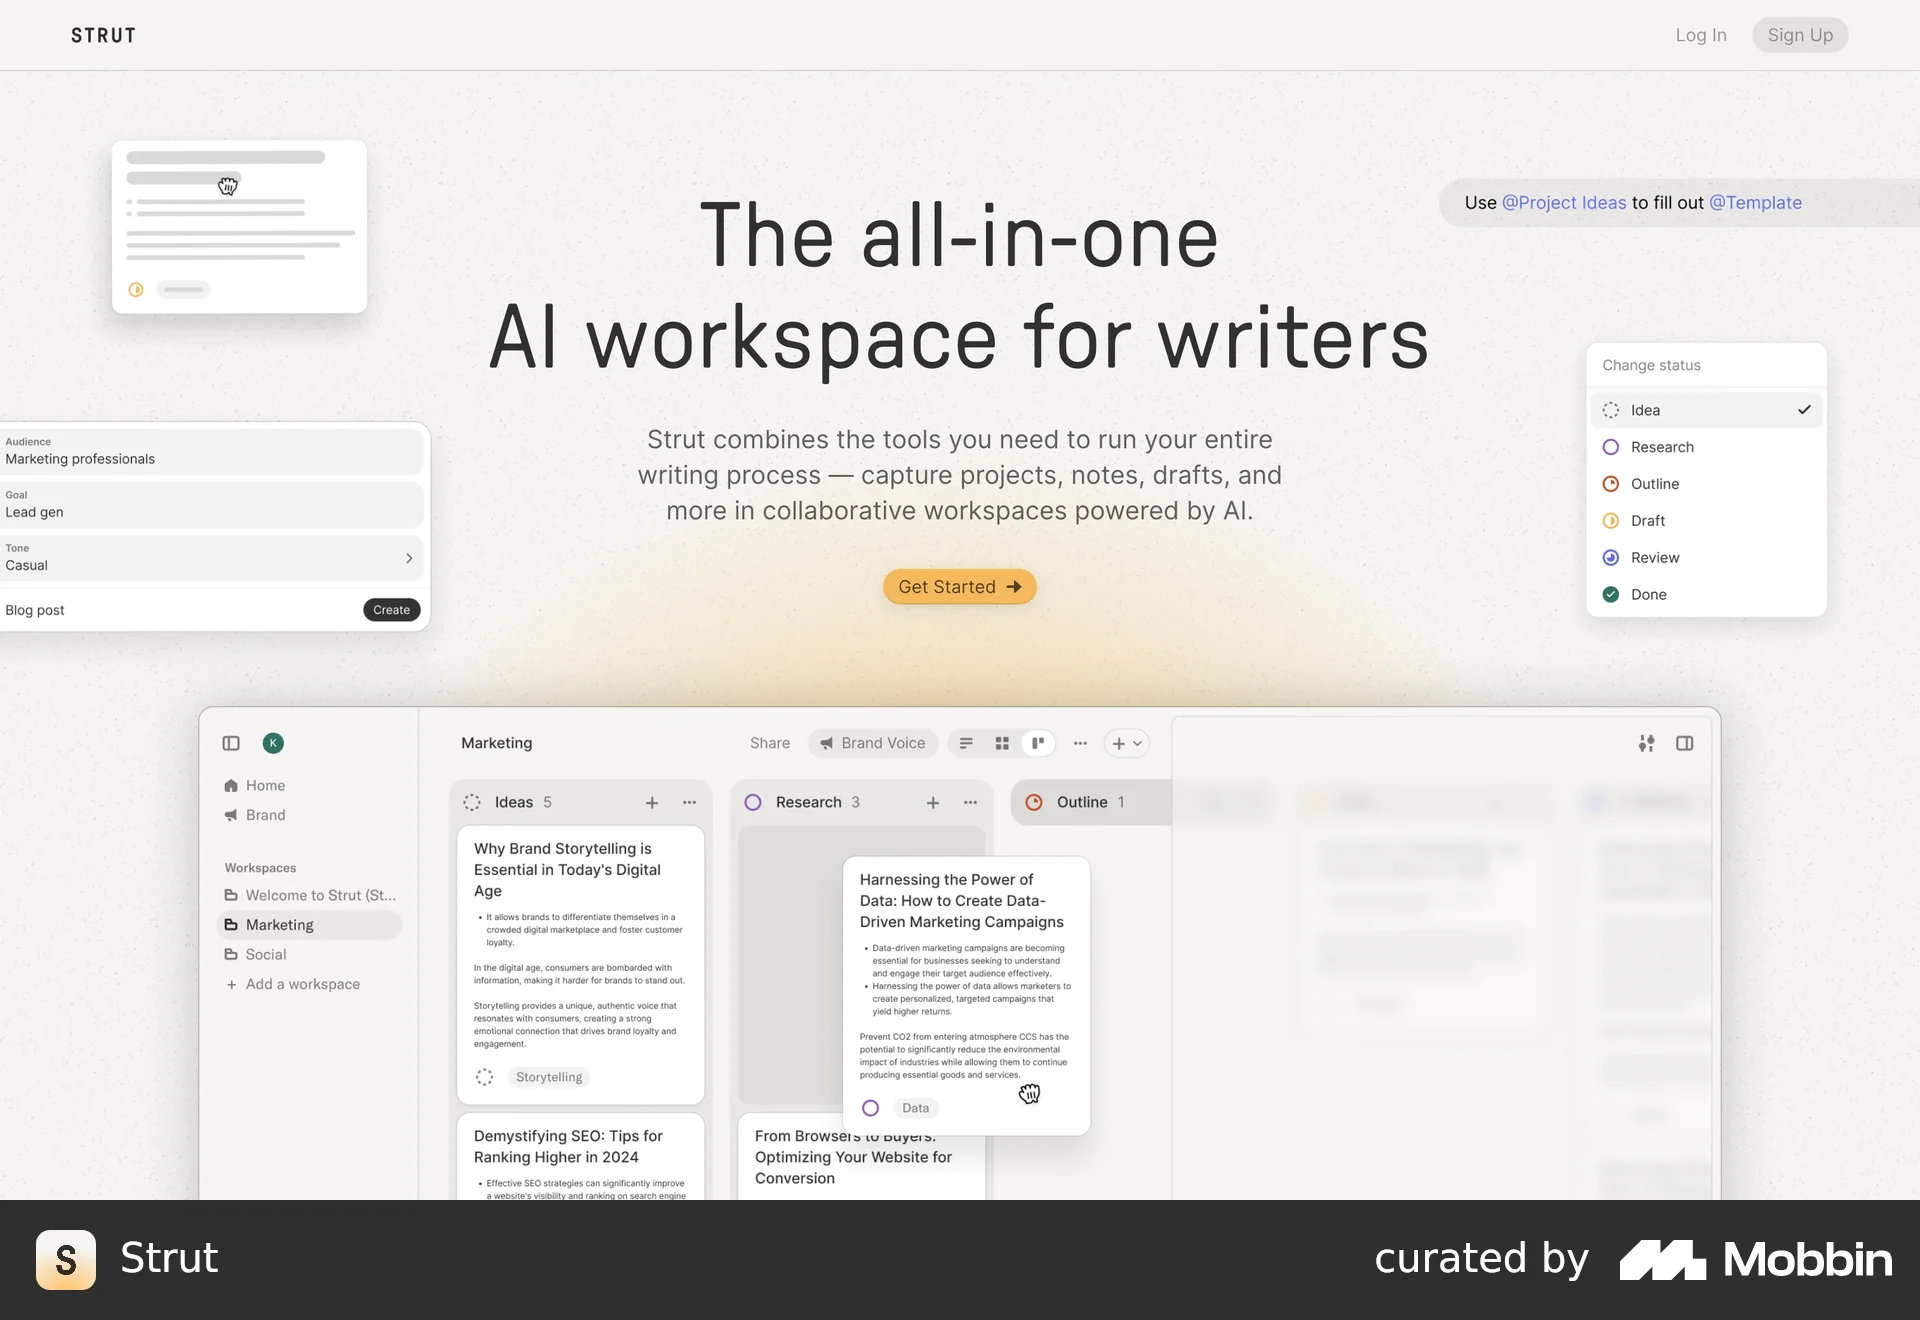 STRUT
Log In
Sign Up
Use @Project Ideas to fill out @Template
The all-in-one
AI workspace for writers
Strut combines the tools you need to run your entire
writing process — capture projects, notes, drafts, and
more in collaborative workspaces powered by AI.
Get Started
Audience
Marketing professionals
Goal
Lead gen
Tone
Casual
Blog post
Create
Change status
Idea
Research
Outline
Draft
Review
Done
K
Home
Brand
Workspaces
Welcome to Strut (St...
Marketing
Social
Add a workspace
Marketing
Share
Brand Voice
Ideas 5
Why Brand Storytelling is
Essential in Today's Digital
Age
• It allows brands to differentiate themselves in a
crowded digital marketplace and foster customer
loyalty.
In the digital age, consumers are bombarded with
information, making it harder for brands to stand out.
Storytelling provides a unique, authentic voice that
resonates with consumers, creating a strong
emotional connection that drives brand loyalty and
engagement.
Storytelling
Demystifying SEO: Tips for
Ranking Higher in 2024
• Effective SEO strategies can significantly improve
a website's visibility and ranking on search engine
Research 3
Harnessing the Power of
Data: How to Create Data-
Driven Marketing Campaigns
• Data-driven marketing campaigns are becoming
essential for businesses seeking to understand
and engage their target audience effectively.
• Harnessing the power of data allows marketers to
create personalized, targeted campaigns that
yield higher returns.
Prevent CO2 from entering atmosphere CCS has the
potential to significantly reduce the environmental
impact of industries while allowing them to continue
producing essential goods and services.
Data
From Browsers to Buyers:
Optimizing Your Website for
Conversion
Outline 1
S
Strut
curated by
Mobbin